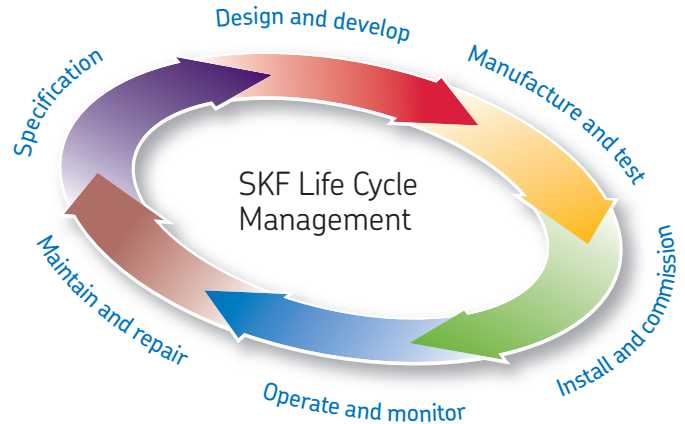 Design and develop
Manufacture and test
Specification
SKF Life Cycle
Management
Install and commission
Maintain and repair
Operate and monitor